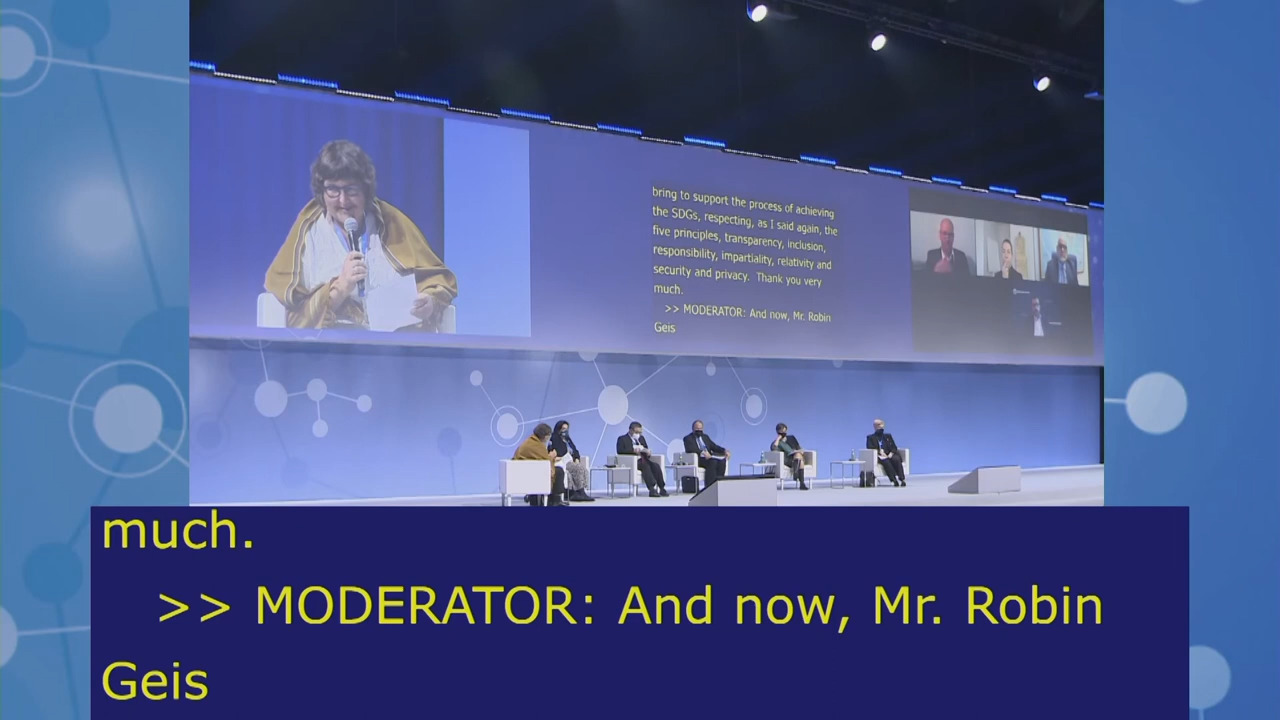 bring to support the process of achieving
the SDGs, respecting, as I said again, the
five principles, transparency, inclusion,
responsibility, impartiality, relativity and
security and privacy. Thank you very
much.
>> MODERATOR: And now, Mr. Robin
Geis
much.
>> MODERATOR: And now, Mr. Robin
Geis